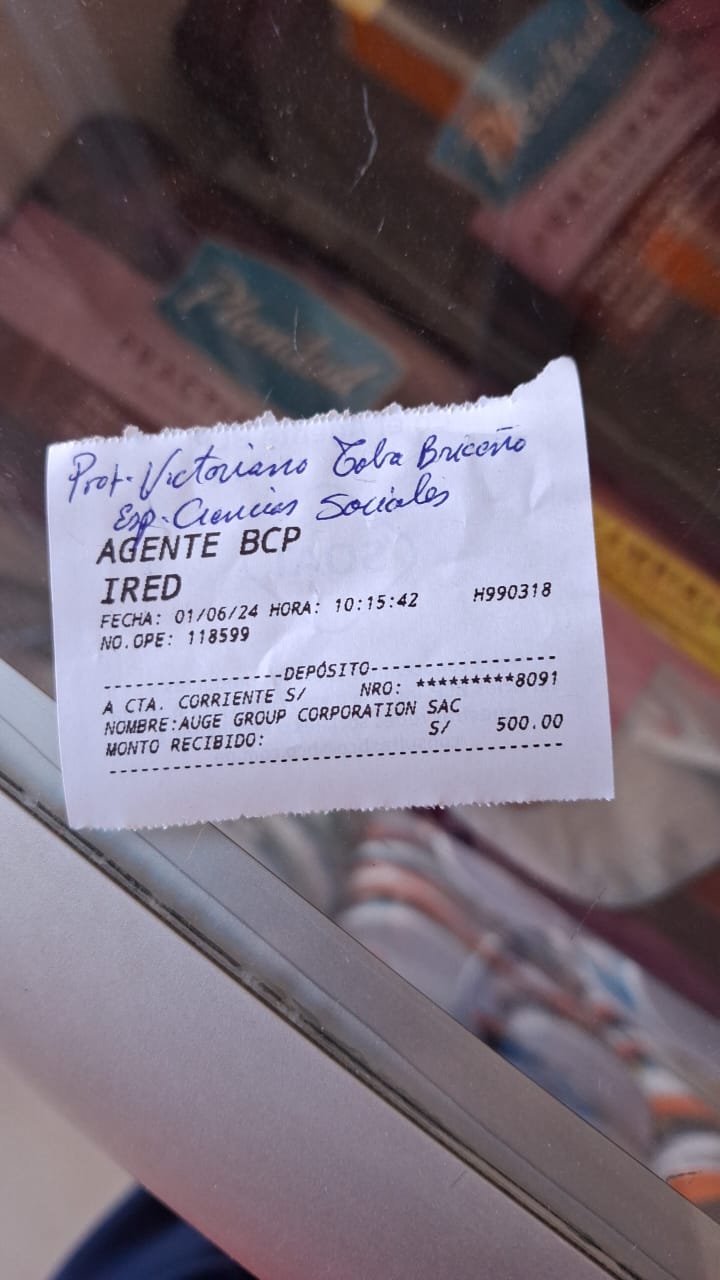 Plenitud
Plenitud
Prof. Victoriano Toba Briceño
Esp. Ciencias Sociales
AGENTE BCP
IRED
FECHA: 01/06/24 HORA: 10:15:42 H990318
NO.OPE: 118599
-----------------DEPÓSITO-----------------
A CTA. CORRIENTE S/ NRO: *********8091
NOMBRE:AUGE GROUP CORPORATION SAC
MONTO RECIBIDO: S/ 500.00